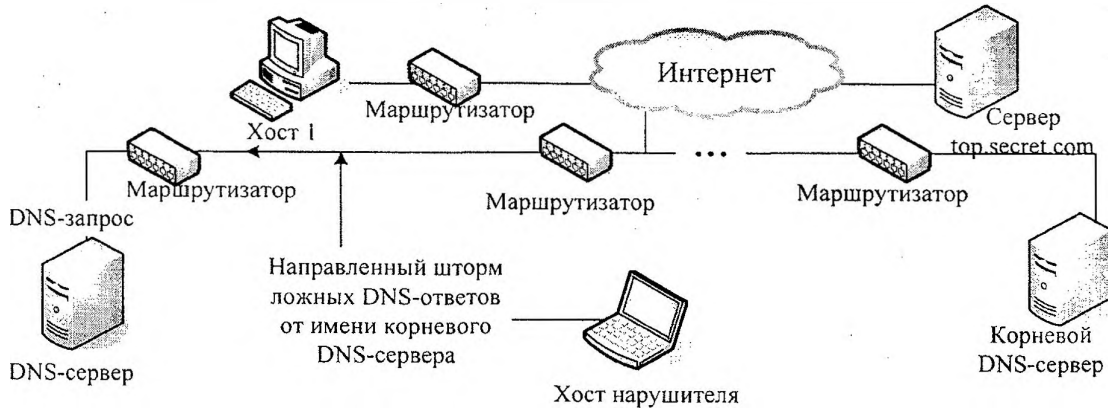 Интернет
Маршрутизатор
Хост 1
Сервер
top.secret.com
Маршрутизатор
Маршрутизатор
Маршрутизатор
DNS-запрос
Направленный шторм
ложных DNS-ответов
от имени корневого
DNS-сервера
DNS-сервер
Хост нарушителя
Корневой
DNS-сервер